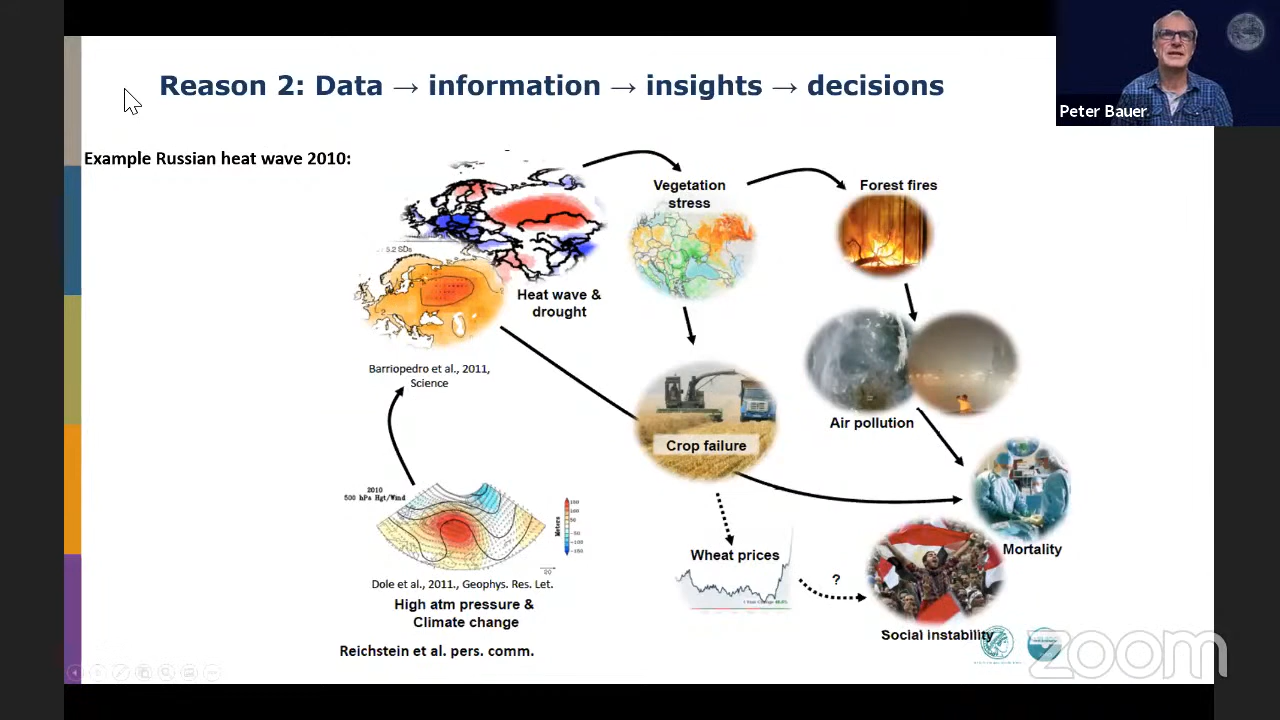 Reason 2: Data → information → insights → decisions
Peter Bauer
Example Russian heat wave 2010:
Vegetation
stress
Forest fires
Heat wave &
drought
Barriopedro et al., 2011,
Science
Air pollution
Crop failure
2010
500 hPa Hgt/Wind
Meters
Mortality
Wheat prices
?
Dole et al., 2011., Geophys. Res. Let.
High atm pressure &
Climate change
Social instability
Reichstein et al. pers. comm.
zoom